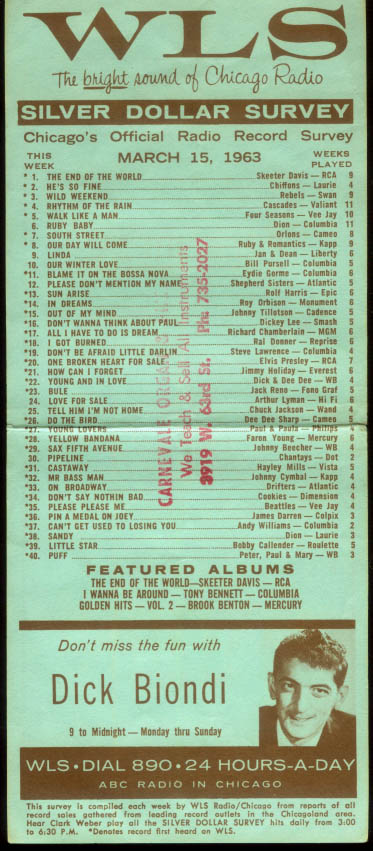 WLS
The bright sound of Chicago Radio
SILVER DOLLAR SURVEY
Chicago's Official Radio Record Survey
THIS WEEK MARCH 15, 1963 WEEKS PLAYED
* 1. THE END OF THE WORLD Skeeter Davis — RCA 9
* 2. HE'S SO FINE Chiffons — Laurie 4
* 3. WILD WEEKEND Rebels — Swan 9
* 4. RHYTHM OF THE RAIN Cascades — Valiant 11
* 5. WALK LIKE A MAN Four Seasons — Vee Jay 10
6. RUBY BABY Dion — Columbia 11
* 7. SOUTH STREET Orlons — Cameo 8
* 8. OUR DAY WILL COME Ruby & Romantics — Kapp 9
9. LINDA Jan & Dean — Liberty 6
10. OUR WINTER LOVE Bill Pursell — Columbia 7
*11. BLAME IT ON THE BOSSA NOVA Eydie Gorme — Columbia 6
12. PLEASE DON'T MENTION MY NAME Shepherd Sisters — Atlantic 5
*13. SUN ARISE Rolf Harris — Epic 6
*14. IN DREAMS Roy Orbison — Monument 6
*15. OUT OF MY MIND Johnny Tillotson — Cadence 5
*16. DON'T WANNA THINK ABOUT PAUL Dickey Lee — Smash 5
*17. ALL I HAVE TO DO IS DREAM Richard Chamberlain — MGM 6
*18. I GOT BURNED Ral Donner — Reprise 6
*19. DON'T BE AFRAID LITTLE DARLIN Steve Lawrence — Columbia 4
*20. ONE BROKEN HEART FOR SALE Elvis Presley — RCA 6
*21. HOW CAN I FORGET Jimmy Holiday — Everest 6
*22. YOUNG AND IN LOVE Dick & Dee Dee — WB 4
*23. BULE Jack Reno — Fono Graf 5
24. LOVE FOR SALE Arthur Lyman — Hi Fi 6
25. TELL HIM I'M NOT HOME Chuck Jackson — Wand 4
*26. DO THE BIRD Dee Dee Sharp — Cameo 5
*27. YOUNG LOVERS Paul & Paula — Philips
*28. YELLOW BANDANA Faron Young — Mercury 6
*29. SAX FIFTH AVENUE Johnny Beecher — WB 4
30. PIPELINE Chantays — Dot 2
*31. CASTAWAY Hayley Mills — Vista 5
*32. MR BASS MAN Johnny Cymbal — Kapp 4
*33. ON BROADWAY Drifters — Atlantic 4
*34. DON'T SAY NOTHIN BAD Cookies — Dimension 4
*35. PLEASE PLEASE ME Beattles — Vee Jay 4
*36. PIN A MEDAL ON JOEY James Darren — Colpix 3
*37. CAN'T GET USED TO LOSING YOU Andy Williams — Columbia 2
*38. SANDY Dion — Laurie 3
*39. LITTLE STAR Bobby Callender — Roulette 5
*40. PUFF Peter, Paul & Mary — WB 3
CARNEVALE
We Teach & Sell All Instruments
3919 W. 63rd St. Ph: 735-2027
FEATURED ALBUMS
THE END OF THE WORLD—SKEETER DAVIS — RCA
I WANNA BE AROUND — TONY BENNETT — COLUMBIA
GOLDEN HITS — VOL. 2 — BROOK BENTON — MERCURY
Don't miss the fun with
Dick Biondi
9 to Midnight — Monday thru Sunday
WLS • DIAL 890 • 24 HOURS-A-DAY
ABC RADIO IN CHICAGO
This survey is compiled each week by WLS Radio/Chicago from reports of all
record sales gathered from leading record outlets in the Chicagoland area.
Hear Clark Weber play all the SILVER DOLLAR SURVEY hits daily from 3:00
to 6:30 P.M. *Denotes record first heard on WLS.